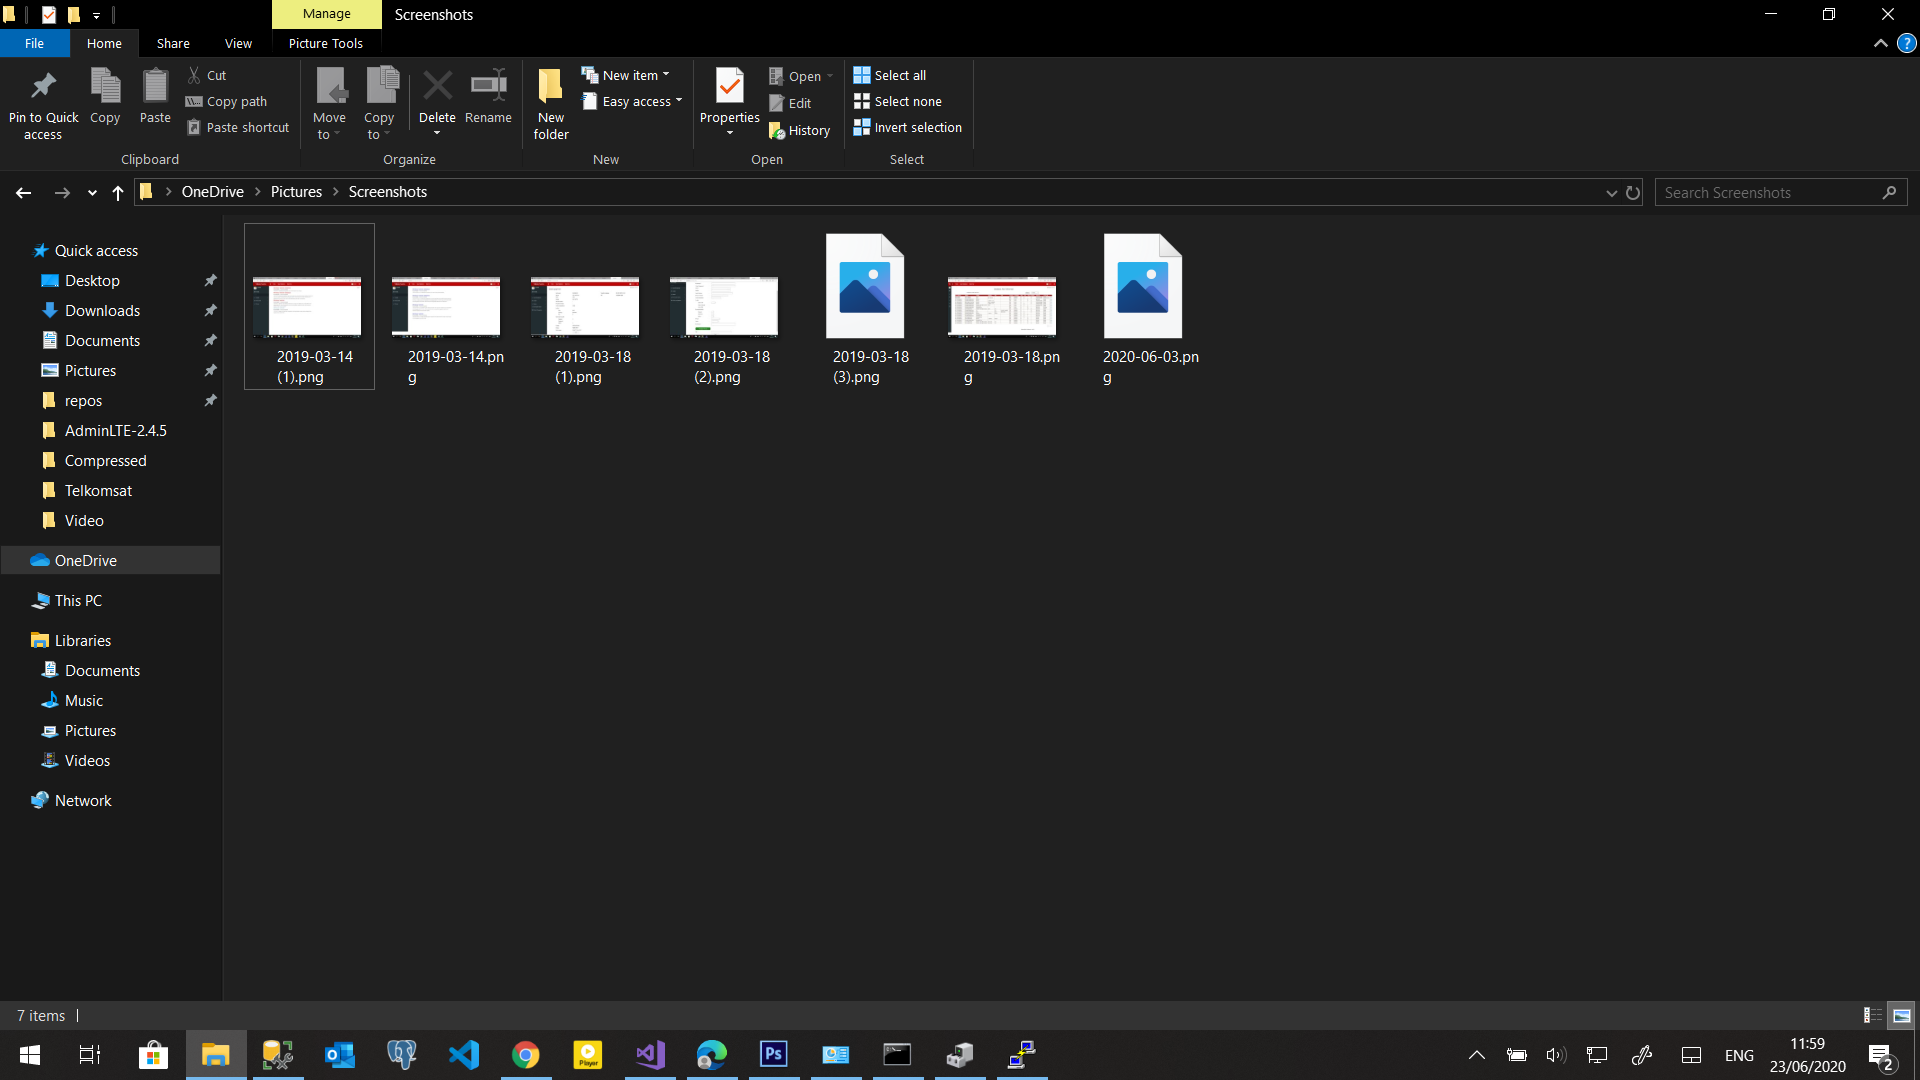 Manage
Screenshots
File
Home
Share
View
Picture Tools
Pin to Quick
access
Copy
Paste
Cut
Copy path
Paste shortcut
Clipboard
Move
to
Copy
to
Delete
Rename
Organize
New
folder
New item
Easy access
New
Properties
Open
Edit
History
Open
Select all
Select none
Invert selection
Select
OneDrive
Pictures
Screenshots
Search Screenshots
Quick access
Desktop
Downloads
Documents
Pictures
repos
AdminLTE-2.4.5
Compressed
Telkomsat
Video
OneDrive
This PC
Libraries
Documents
Music
Pictures
Videos
Network
2019-03-14
(1).png
2019-03-14.pn
g
2019-03-18
(1).png
2019-03-18
(2).png
2019-03-18
(3).png
2019-03-18.pn
g
2020-06-03.pn
g
7 items
Player
Ps
ENG
11:59
23/06/2020
2